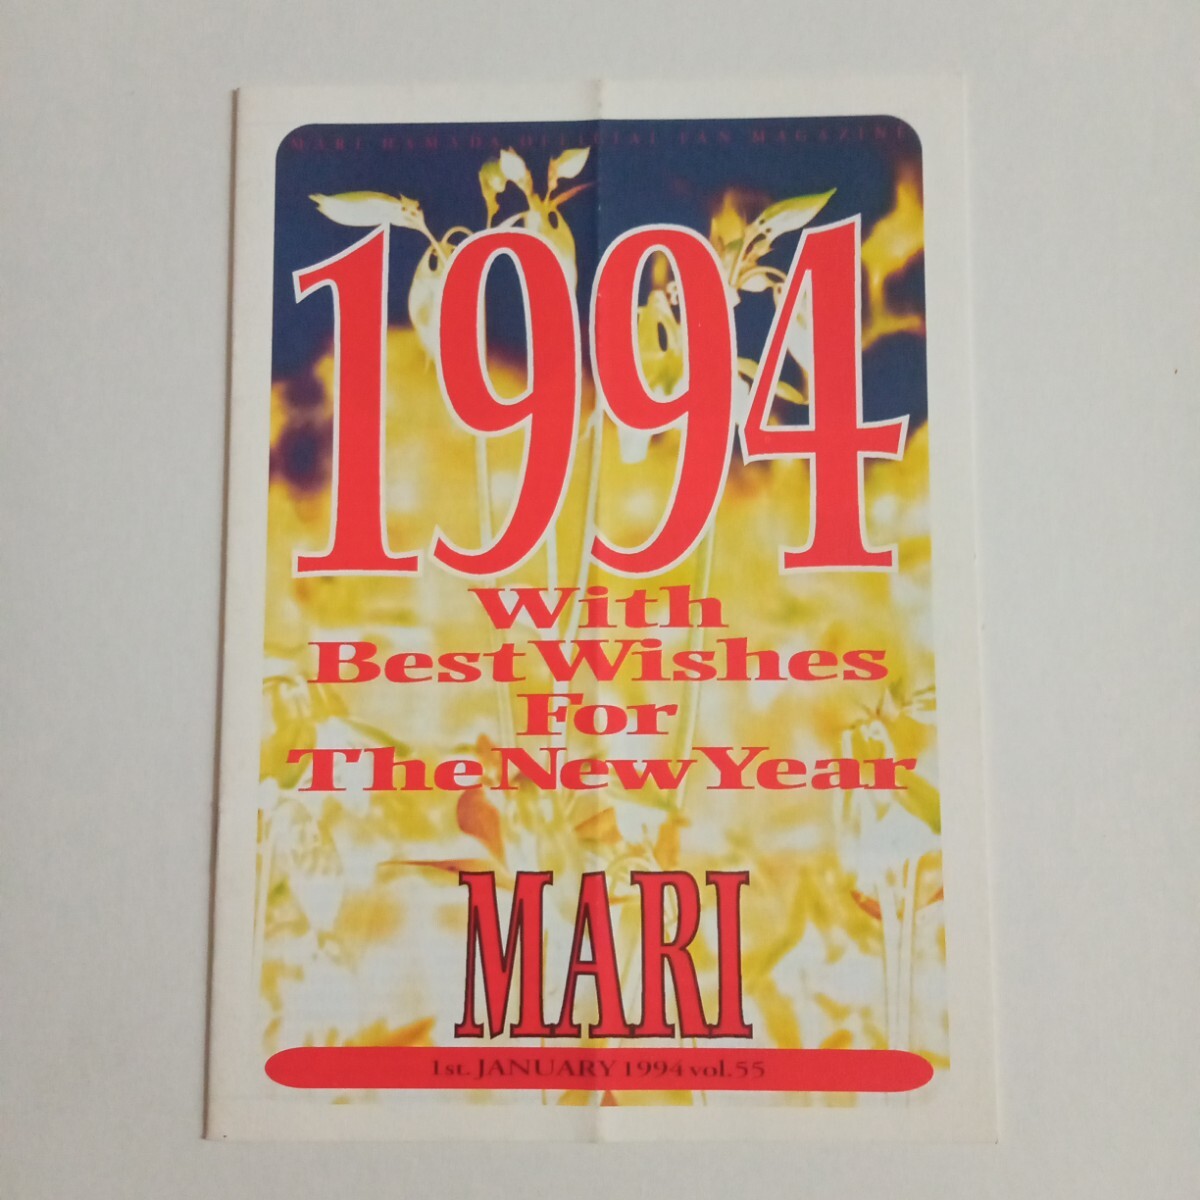 MARI HAMADA OFFICIAL FAN MAGAZINE
1994
With
Best Wishes
For
The New Year
MARI
1st. JANUARY 1994 vol.55